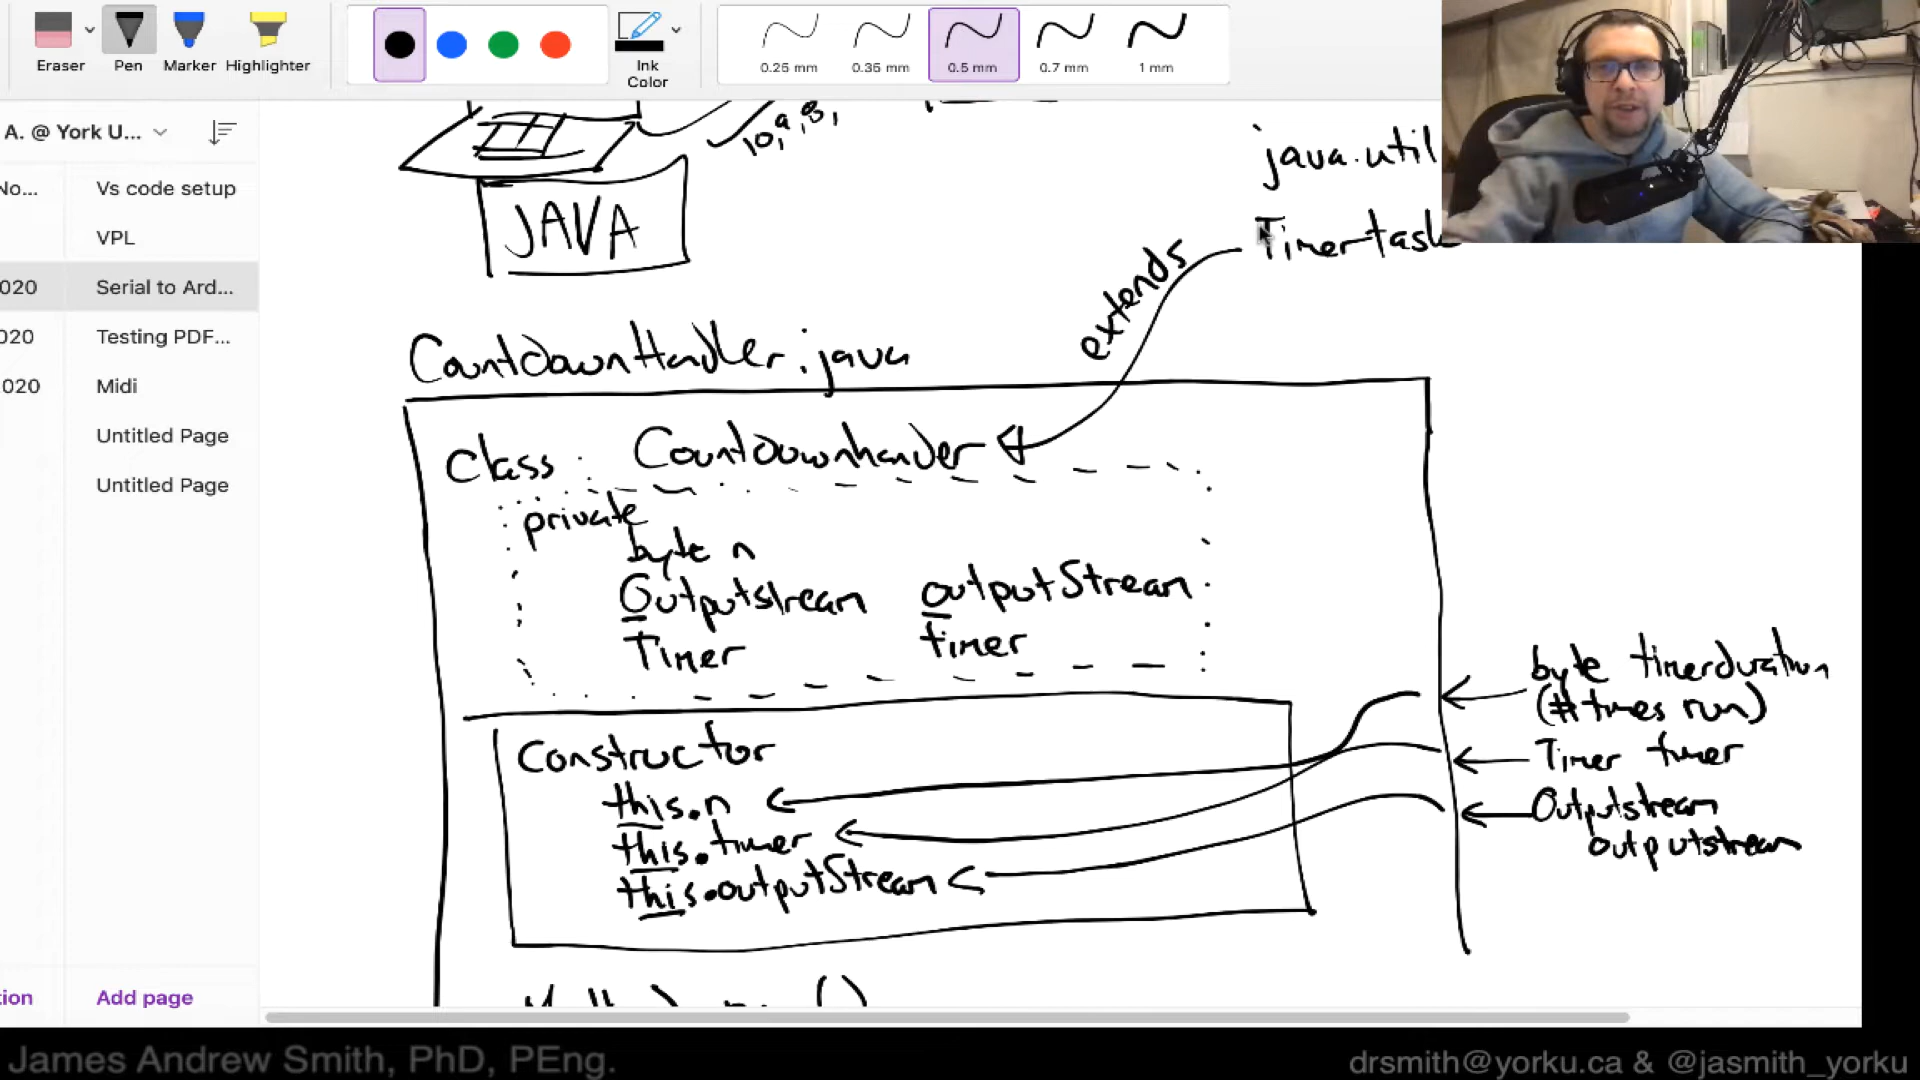 Eraser
Pen
Marker
Highlighter
Ink
Color
0.25 mm
0.35 mm
0.5 mm
0.7 mm
1 mm
A. @ York U...
No...
Vs code setup
VPL
020
Serial to Ard...
020
Testing PDF...
020
Midi
Untitled Page
Untitled Page
tion
Add page
10, 9, 8,
JAVA
java.util
Timertask
extends
CountdownHandler.java
Class
Countdownhander
private
byte n
Outputstream outputStream
Timer timer
Constructor
this.n
this.timer
this.outputStream
byte timerduration
(# times run)
Timer timer
Outputstream
outputstream
James Andrew Smith, PhD, PEng.
drsmith@yorku.ca & @jasmith_yorku